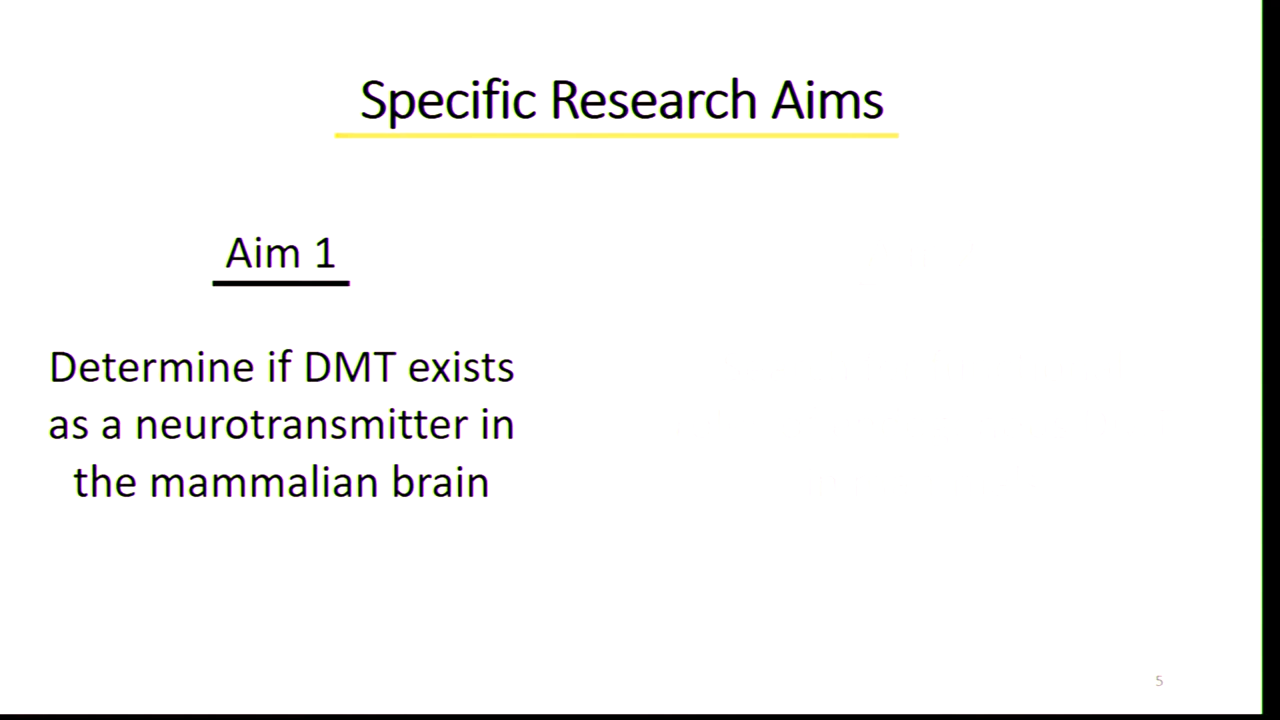 Specific Research Aims
Aim 1
Determine if DMT exists
as a neurotransmitter in
the mammalian brain
5